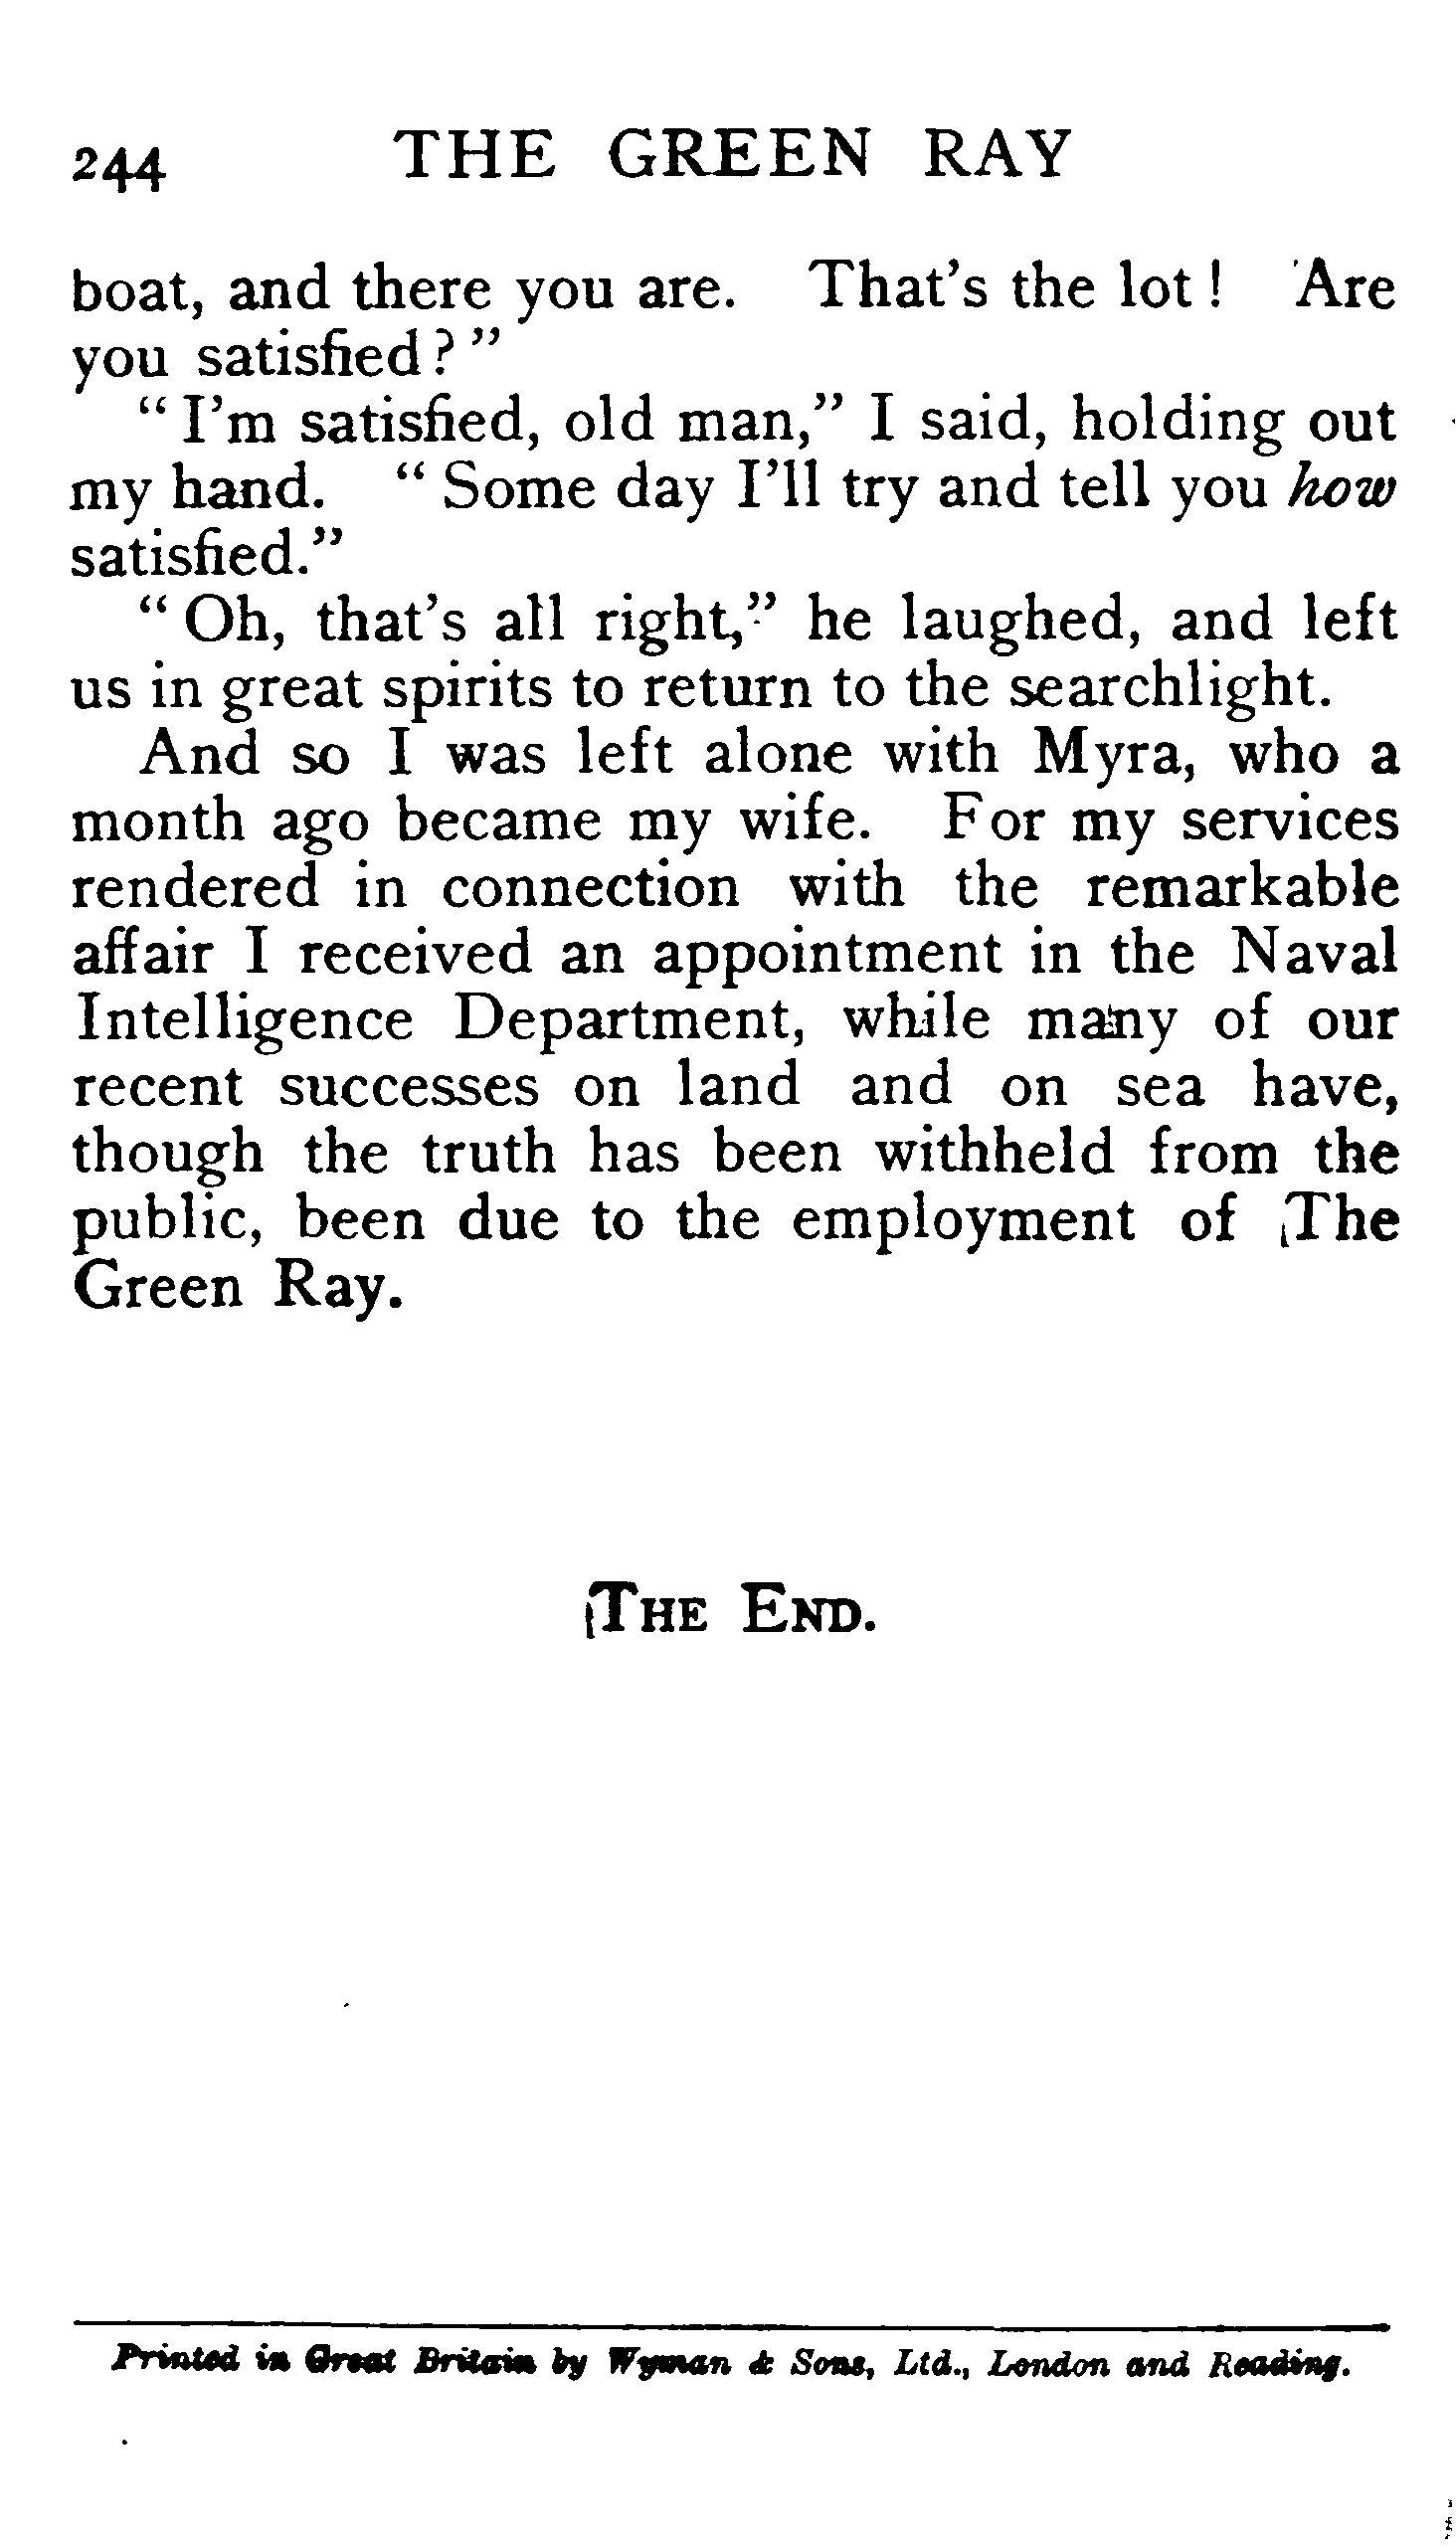 244 THE GREEN RAY
boat, and there you are. That's the lot! Are
you satisfied?"
"I'm satisfied, old man," I said, holding out
my hand. "Some day I'll try and tell you how
satisfied."
"Oh, that's all right," he laughed, and left
us in great spirits to return to the searchlight.
And so I was left alone with Myra, who a
month ago became my wife. For my services
rendered in connection with the remarkable
affair I received an appointment in the Naval
Intelligence Department, while many of our
recent successes on land and on sea have,
though the truth has been withheld from the
public, been due to the employment of The
Green Ray.
THE END.
Printed in Great Britain by Wyman & Sons, Ltd., London and Reading.